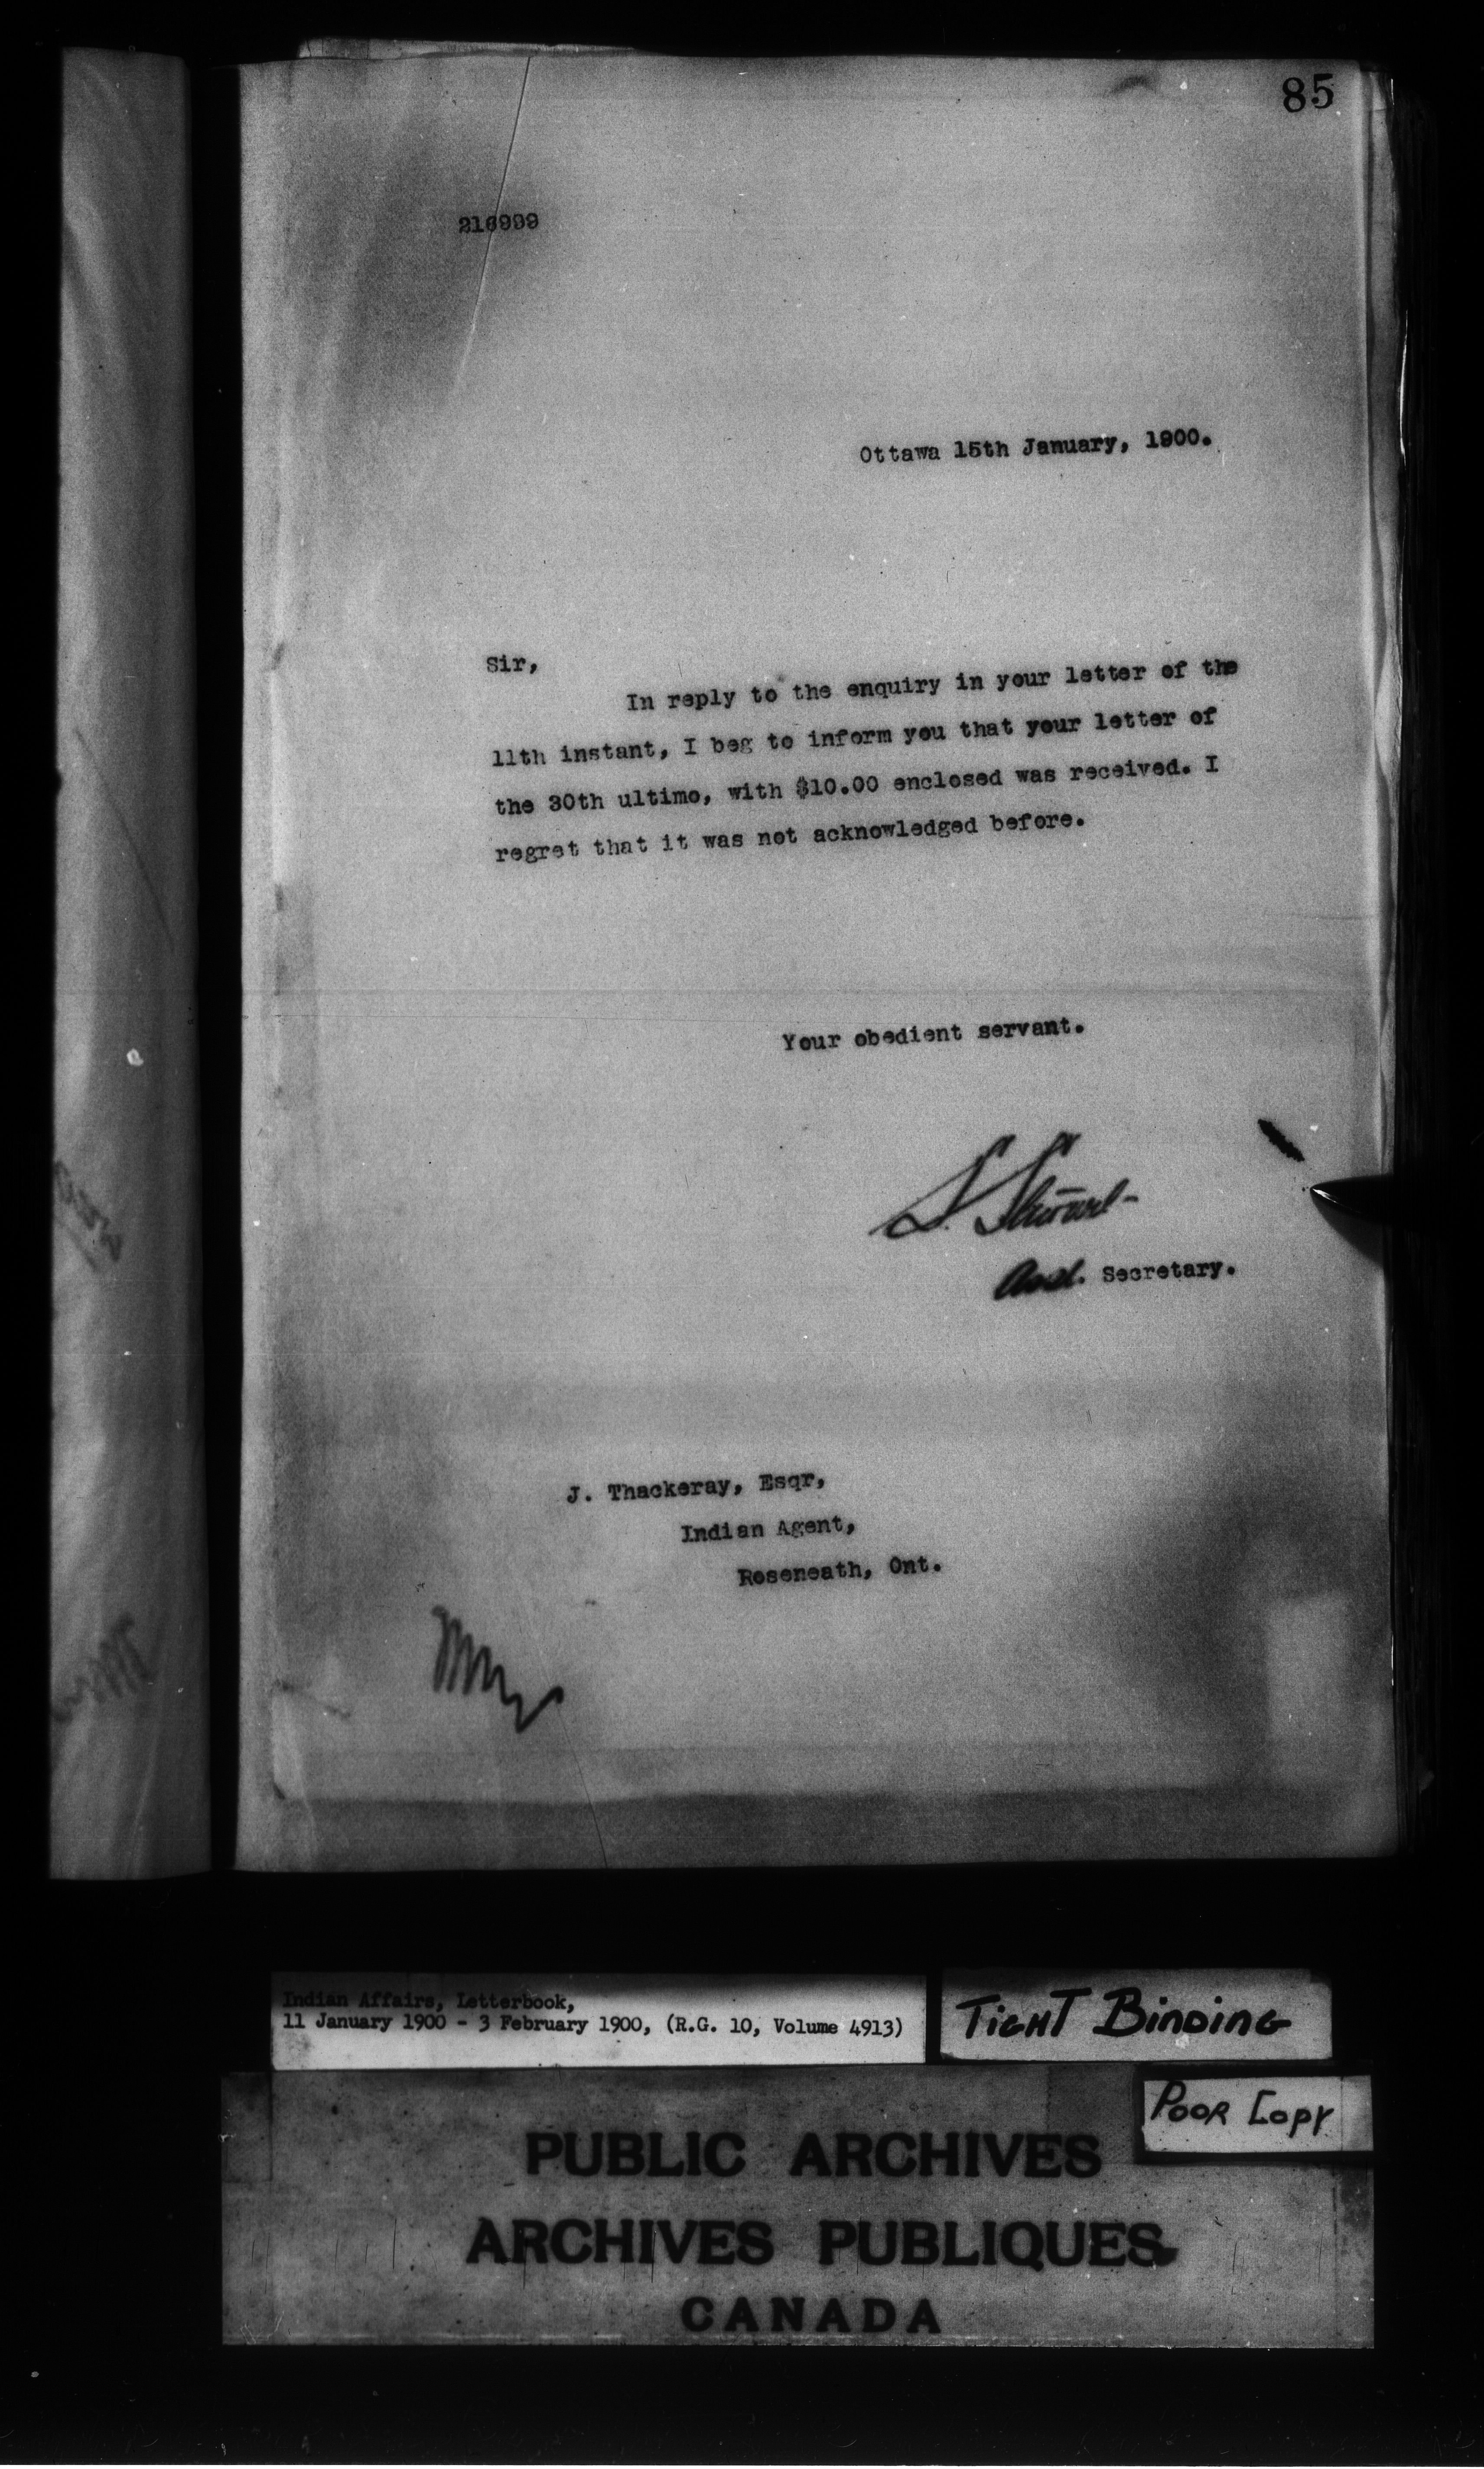 85
216999
Ottawa 15th January, 1900.
Sir,
In reply to the enquiry in your letter of the
11th instant, I beg to inform you that your letter of
the 30th ultimo, with $10.00 enclosed was received. I
regret that it was not acknowledged before.
Your obedient servant.
S. Stewart
Secretary.
J. Thackeray, Esqr,
Indian Agent,
Roseneath, Ont.
Indian Affairs, Letterbook,
11 January 1900 - 3 February 1900, (R.G. 10, Volume 4913)
TIGHT BINDING
POOR COPY
PUBLIC ARCHIVES
ARCHIVES PUBLIQUES
CANADA